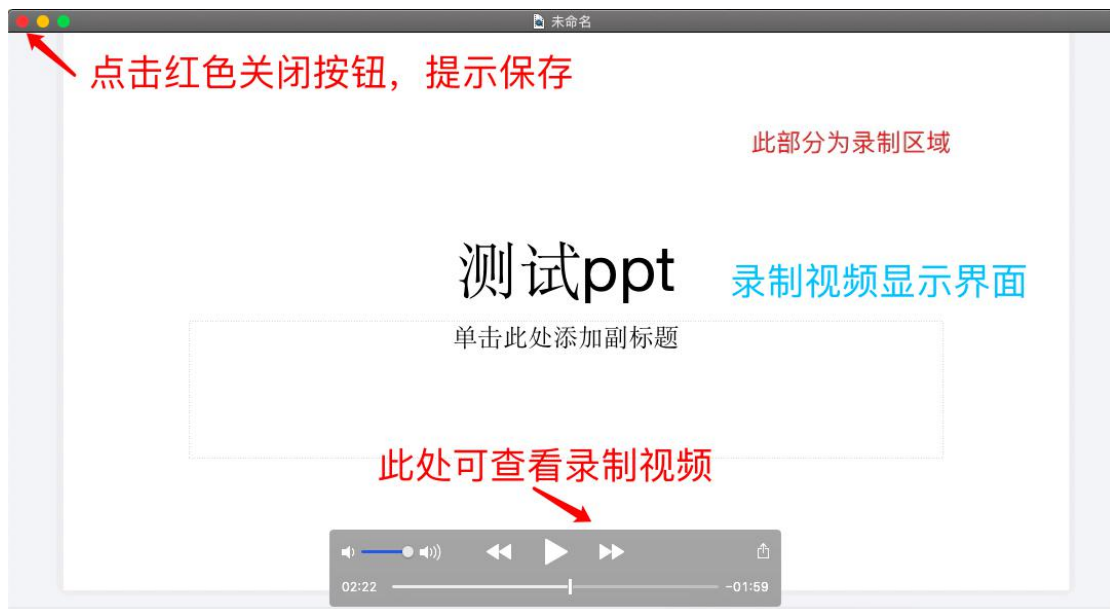 未命名
点击红色关闭按钮，提示保存
此部分为录制区域
测试ppt
录制视频显示界面
单击此处添加副标题
此处可查看录制视频
02:22
-01:59